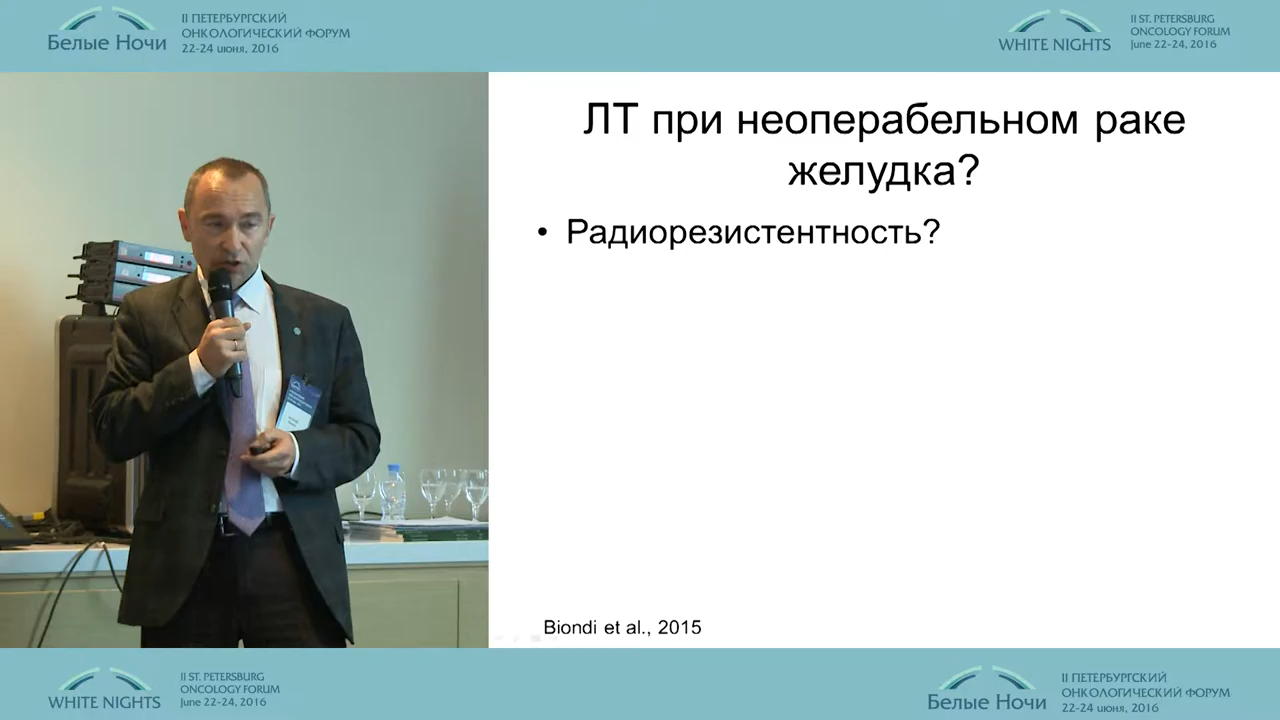 Белые Ночи
II ПЕТЕРБУРГСКИЙ
ОНКОЛОГИЧЕСКИЙ ФОРУМ
22-24 июня, 2016
WHITE NIGHTS
II ST. PETERSBURG
ONCOLOGY FORUM
June 22-24, 2016
ЛТ при неоперабельном раке
желудка?
• Радиорезистентность?
Biondi et al., 2015
WHITE NIGHTS
II ST. PETERSBURG
ONCOLOGY FORUM
June 22-24, 2016
Белые Ночи
II ПЕТЕРБУРГСКИЙ
ОНКОЛОГИЧЕСКИЙ ФОРУМ
22-24 июня, 2016